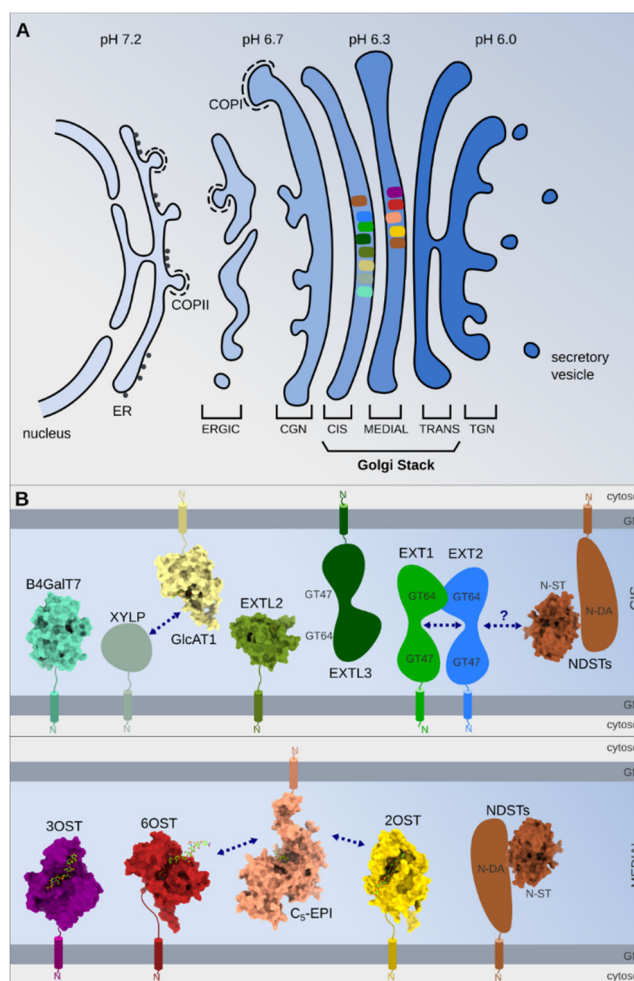 A
pH 7.2 pH 6.7 pH 6.3 pH 6.0
COPI
COPII
secretory
vesicle
ER
nucleus
ERGIC CGN CIS MEDIAL TRANS TGN
Golgi Stack
B
N N N
B4GalT7
XYLP
GlcAT1
EXTL2
GT47
GT64
EXTL3
EXT1 EXT2
GT64 GT64
GT47 GT47
?
N-ST
N-DA
NDSTs
N N N N N
N
3OST
6OST
C5-EPI
2OST
NDSTs
N-DA
N-ST
N N N N